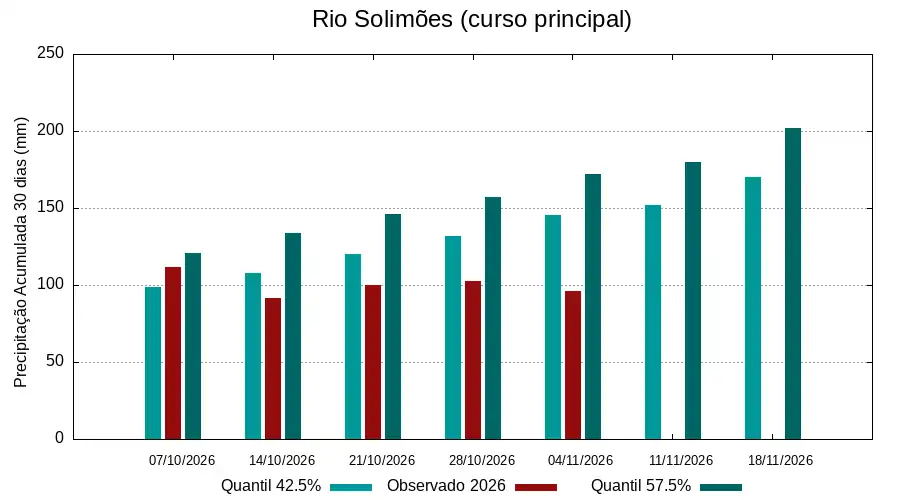 Rio Solimões (curso principal)
Precipitação Acumulada 30 dias (mm)
250
200
150
100
50
0
07/10/2026 14/10/2026 21/10/2026 28/10/2026 04/11/2026 11/11/2026 18/11/2026
Quantil 42.5% Observado 2026 Quantil 57.5%